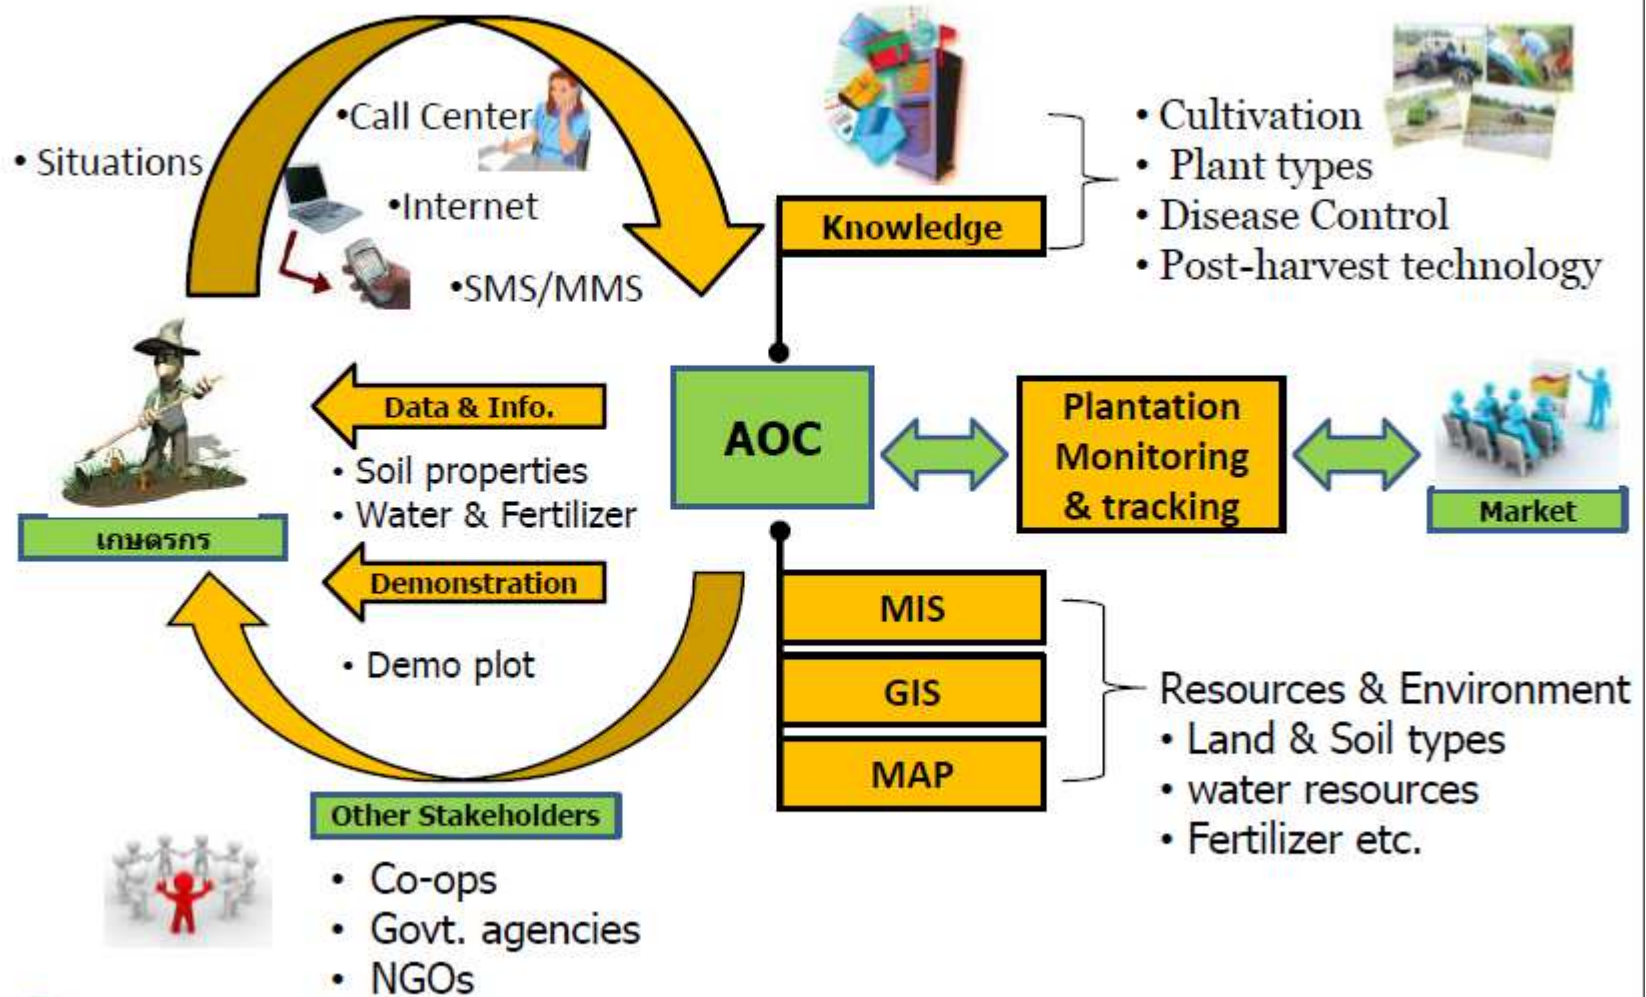 • Situations
•Call Center
•Internet
•SMS/MMS
Knowledge
• Cultivation
• Plant types
• Disease Control
• Post-harvest technology
เกษตรกร
Data & Info.
• Soil properties
• Water & Fertilizer
Demonstration
• Demo plot
AOC
Plantation
Monitoring
& tracking
Market
MIS
GIS
MAP
Resources & Environment
• Land & Soil types
• water resources
• Fertilizer etc.
Other Stakeholders
• Co-ops
• Govt. agencies
• NGOs